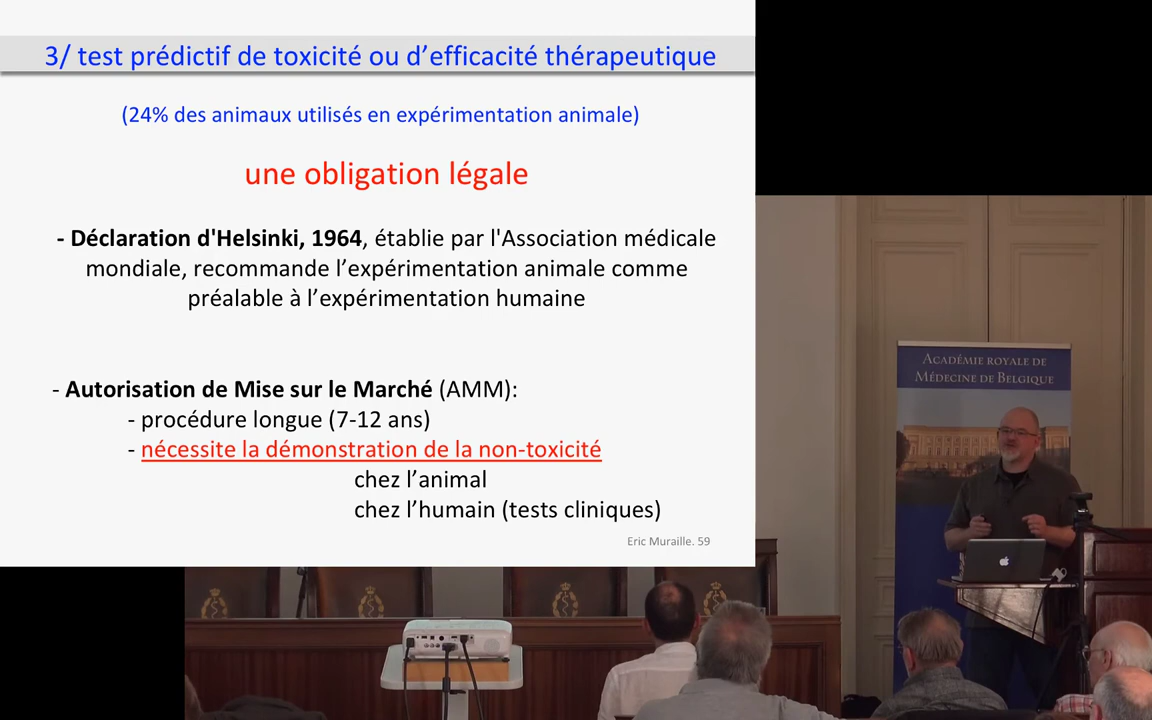 3/ test prédictif de toxicité ou d’efficacité thérapeutique
(24% des animaux utilisés en expérimentation animale)
une obligation légale
- Déclaration d'Helsinki, 1964, établie par l'Association médicale
mondiale, recommande l’expérimentation animale comme
préalable à l’expérimentation humaine
- Autorisation de Mise sur le Marché (AMM):
- procédure longue (7-12 ans)
- nécessite la démonstration de la non-toxicité
chez l’animal
chez l’humain (tests cliniques)
Eric Muraille. 59
Académie royale de
Médecine de Belgique